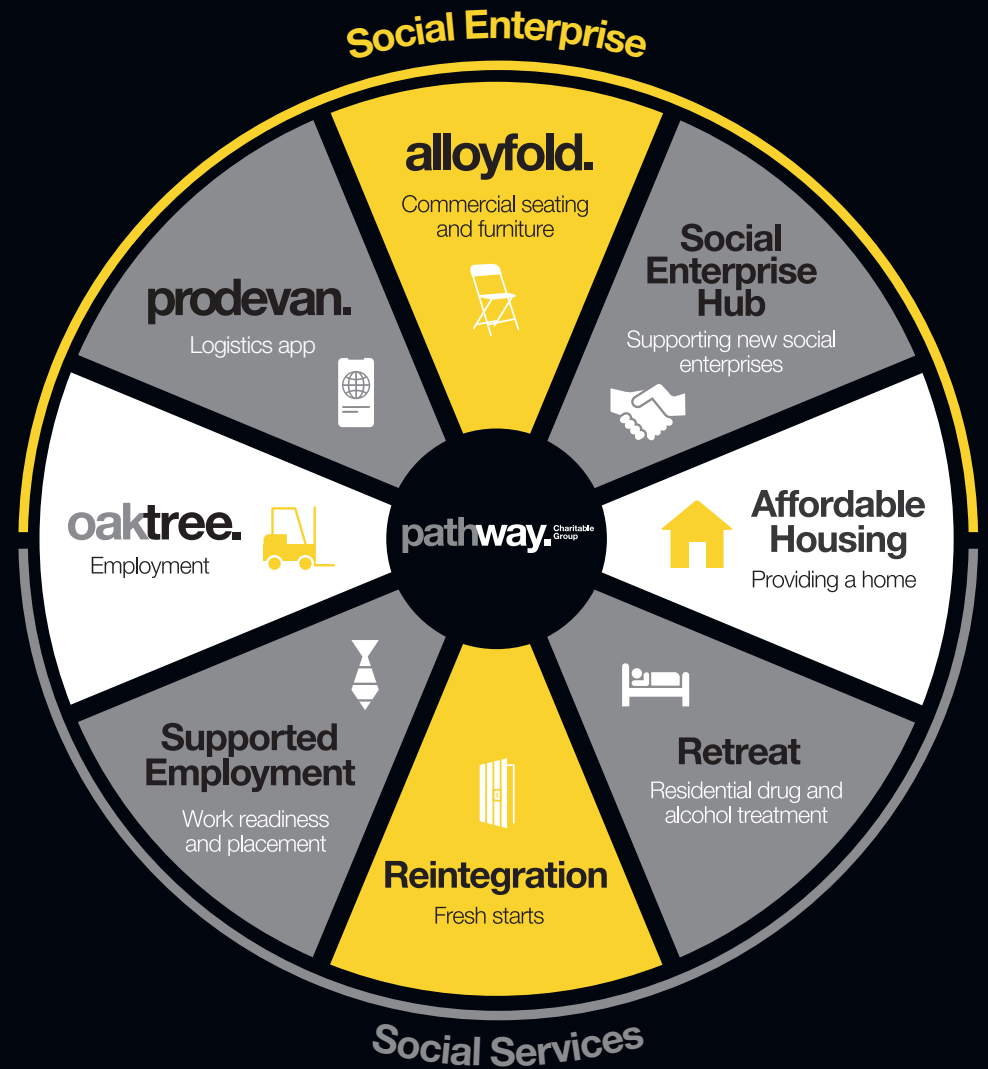 Social Enterprise
alloyfold.
Commercial seating
and furniture
Social
Enterprise
Hub
Supporting new social
enterprises
prodevan.
Logistics app
oaktree.
Employment
pathway. Charitable
Group
Affordable
Housing
Providing a home
Supported
Employment
Work readiness
and placement
Reintegration
Fresh starts
Retreat
Residential drug and
alcohol treatment
Social Services